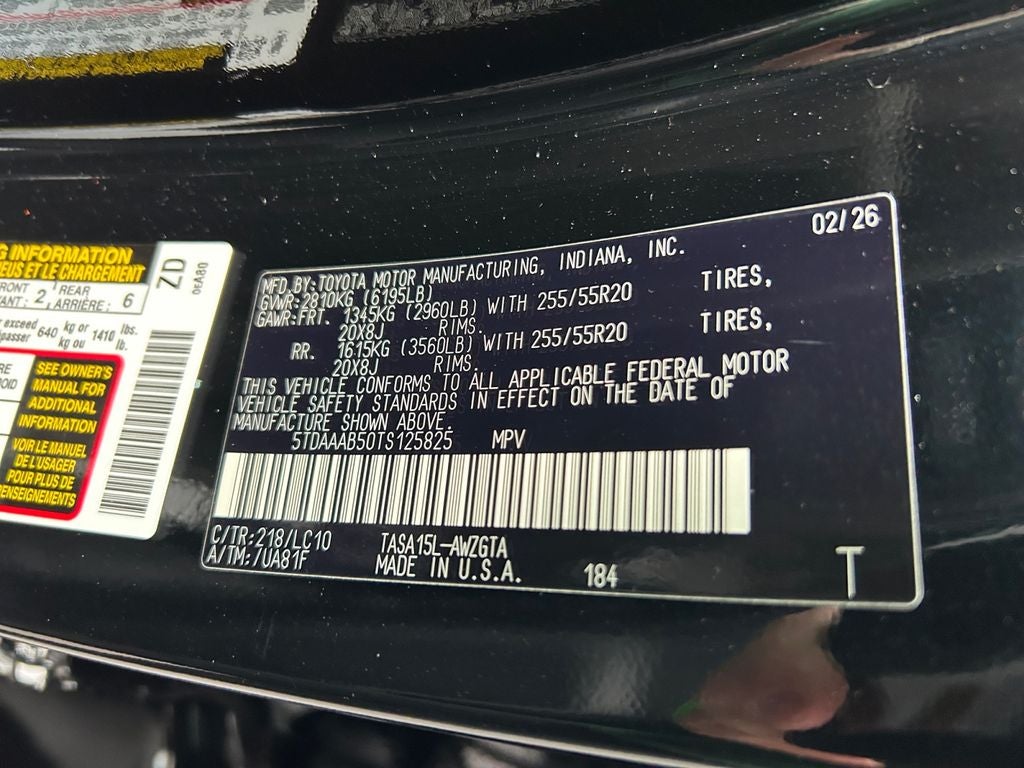 G INFORMATION
EUS ET LE CHARGEMENT
FRONT 2 REAR 6
TANT : ARRIÈRE :
exceed 640 kg or 1410 lbs.
passer kg ou lb.
SEE OWNER'S
MANUAL FOR
ADDITIONAL
INFORMATION
VOIR LE MANUEL
DE L'USAGER
POUR PLUS DE
RENSEIGNEMENTS
ZD
0EA80
02/26
MFD. BY: TOYOTA MOTOR MANUFACTURING, INDIANA, INC.
GVWR: 2810KG (6195LB)
GAWR: FRT. 1345KG (2960LB) WITH 255/55R20 TIRES,
20X8J RIMS.
RR. 1615KG (3560LB) WITH 255/55R20 TIRES,
20X8J RIMS.
THIS VEHICLE CONFORMS TO ALL APPLICABLE FEDERAL MOTOR
VEHICLE SAFETY STANDARDS IN EFFECT ON THE DATE OF
MANUFACTURE SHOWN ABOVE.
5TDAAAB50TS125825 MPV
C/TR: 218/LC10 TASA15L-AWZGTA
A/TM: /UA81F MADE IN U.S.A. 184
T